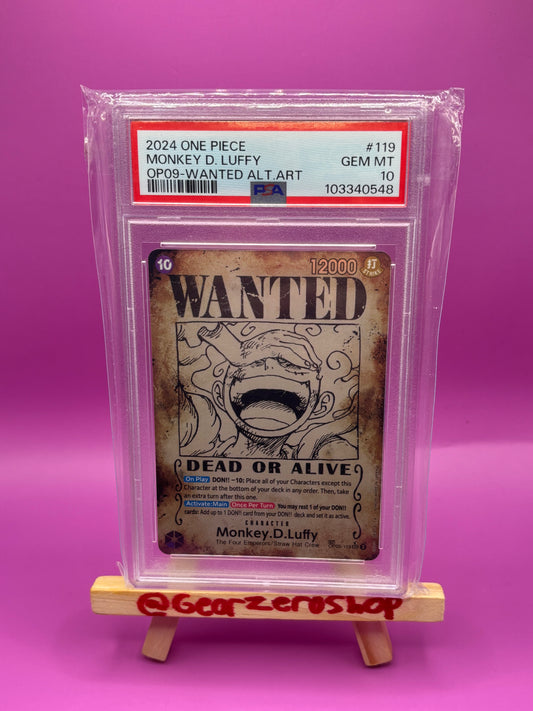 2024 ONE PIECE #119
MONKEY D. LUFFY GEM MT
OP09-WANTED ALT.ART 10
PSA 103340548
10 12000 打 STRIKE
WANTED
DEAD OR ALIVE
On Play DON!! −10: Place all of your Characters except this
Character at the bottom of your deck in any order. Then, take
an extra turn after this one.
Activate:Main Once Per Turn You may rest 1 of your DON!!
cards: Add up to 1 DON!! card from your DON!! deck and set it as active.
CHARACTER
Monkey.D.Luffy
The Four Emperors/Straw Hat Crew
@Gearzeroshop